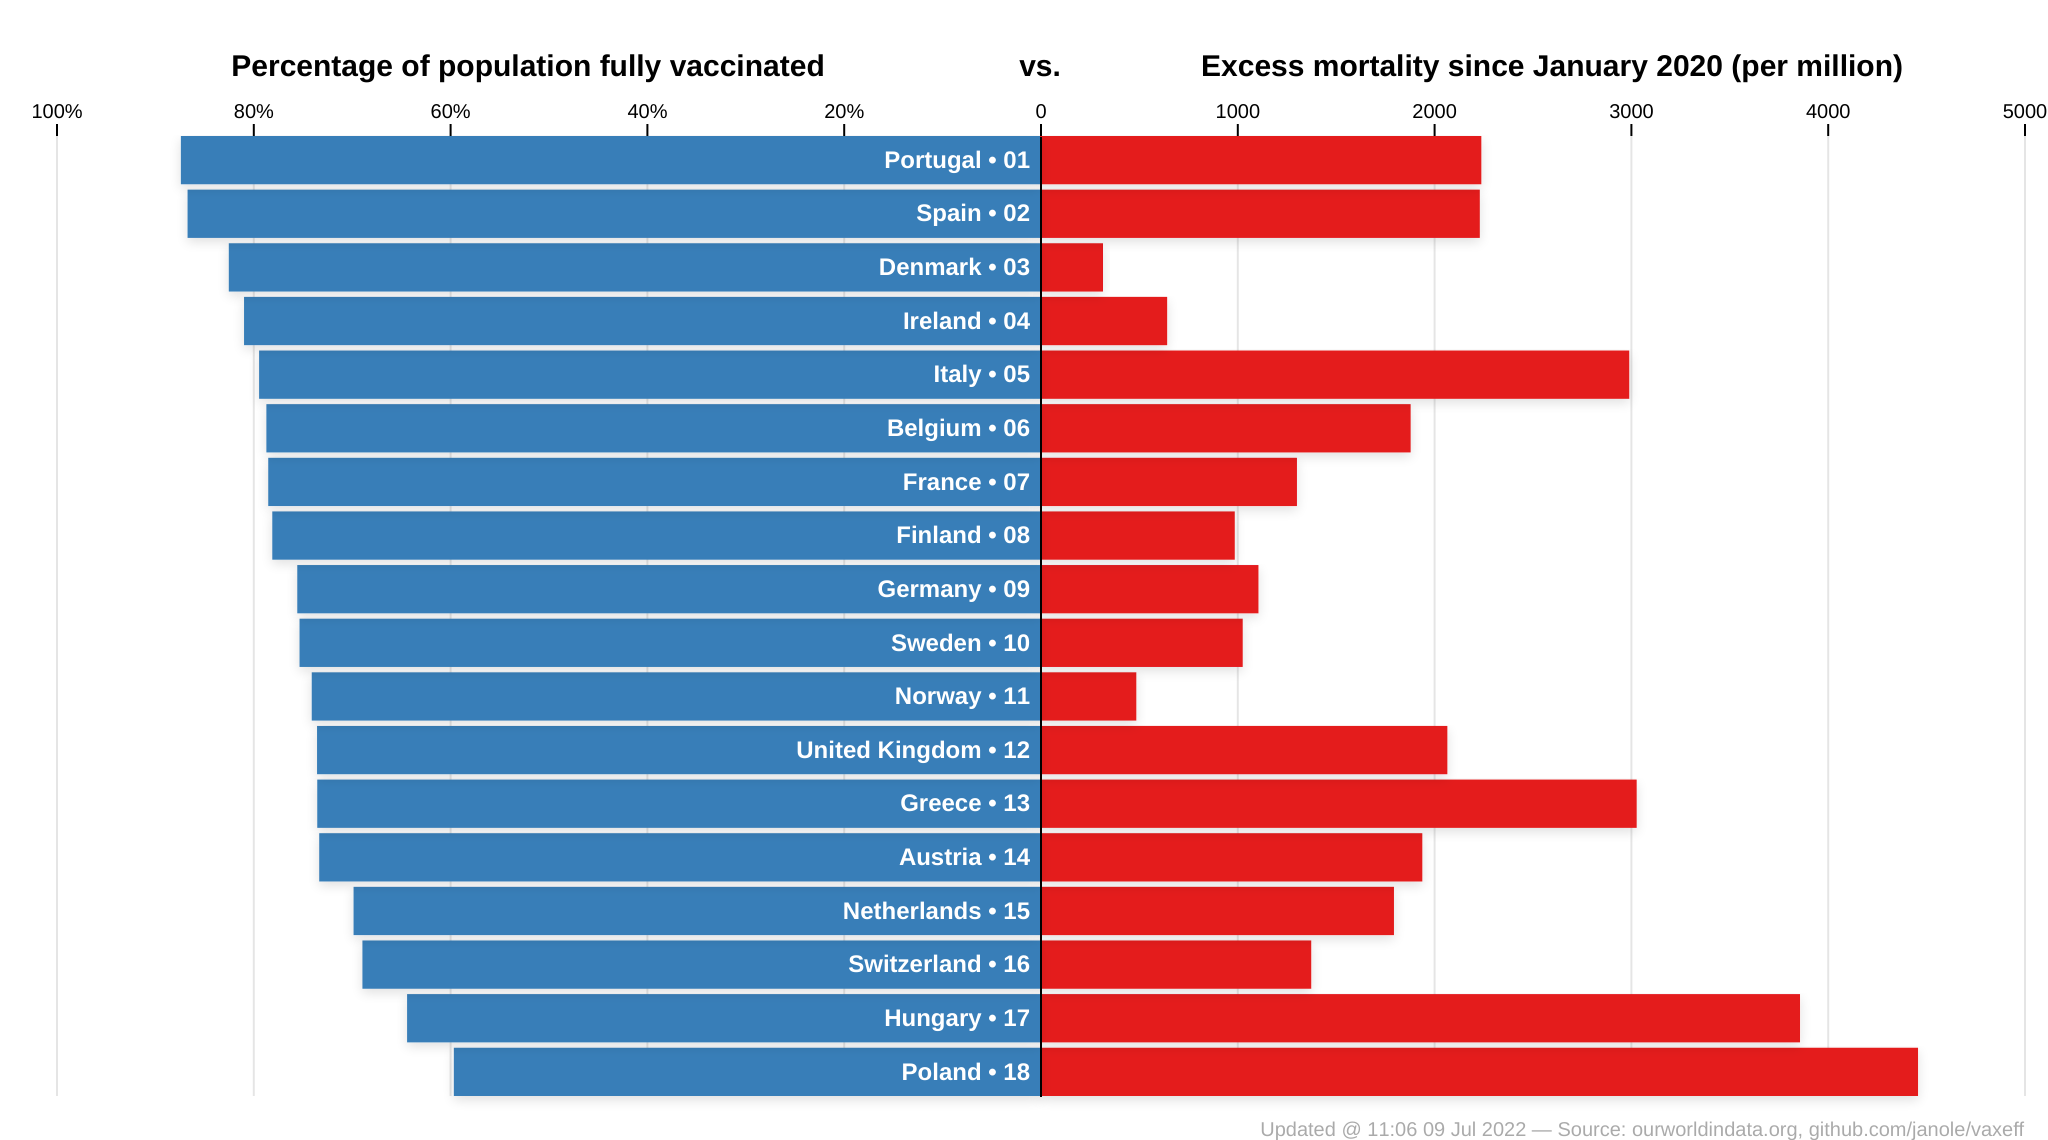 Percentage of population fully vaccinated vs. Excess mortality since January 2020 (per million)
100% 80% 60% 40% 20% 0 1000 2000 3000 4000 5000
Portugal • 01
Spain • 02
Denmark • 03
Ireland • 04
Italy • 05
Belgium • 06
France • 07
Finland • 08
Germany • 09
Sweden • 10
Norway • 11
United Kingdom • 12
Greece • 13
Austria • 14
Netherlands • 15
Switzerland • 16
Hungary • 17
Poland • 18
Updated @ 11:06 09 Jul 2022 — Source: ourworldindata.org, github.com/janole/vaxeff